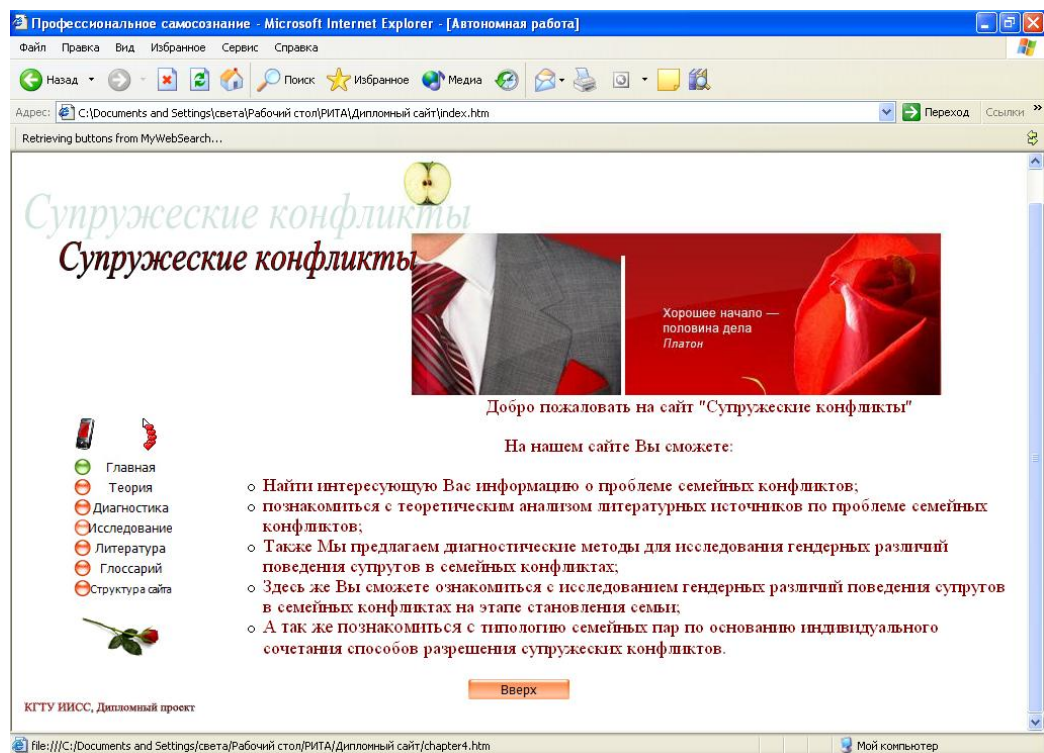 Профессиональное самосознание - Microsoft Internet Explorer - [Автономная работа]
Файл Правка Вид Избранное Сервис Справка
Назад Поиск Избранное Медиа
Адрес: C:\Documents and Settings\света\Рабочий стол\РИТА\Дипломный сайт\index.htm Переход Ссылки »
Retrieving buttons from MyWebSearch...
Супружеские конфликты
Супружеские конфликты
Хорошее начало —
половина дела
Платон
Добро пожаловать на сайт "Супружеские конфликты"
На нашем сайте Вы сможете:
Главная
Теория
Диагностика
Исследование
Литература
Глоссарий
Структура сайта
Найти интересующую Вас информацию о проблеме семейных конфликтов;
познакомиться с теоретическим анализом литературных источников по проблеме семейных
конфликтов;
Также Мы предлагаем диагностические методы для исследования гендерных различий
поведения супругов в семейных конфликтах;
Здесь же Вы сможете ознакомиться с исследованием гендерных различий поведения супругов
в семейных конфликтах на этапе становления семьи;
А так же познакомиться с типологию семейных пар по основанию индивидуального
сочетания способов разрешения супружеских конфликтов.
Вверх
КГТУ ИИСС, Дипломный проект
file:///C:/Documents and Settings/света/Рабочий стол/РИТА/Дипломный сайт/chapter4.htm Мой компьютер